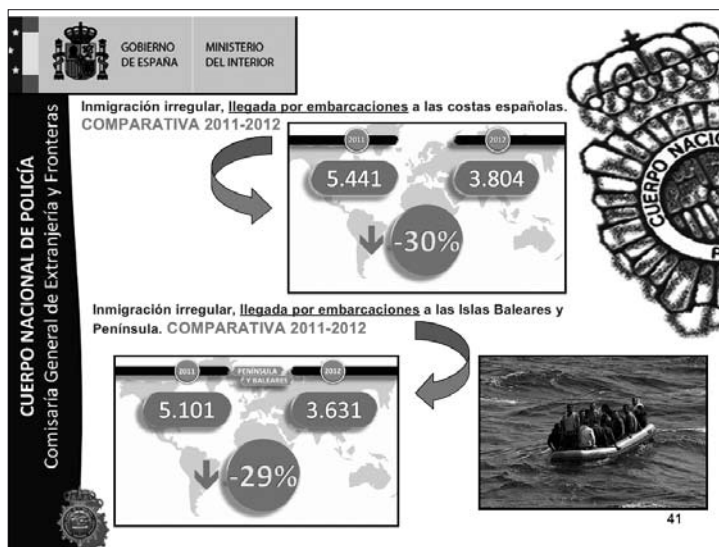 GOBIERNO
DE ESPAÑA
MINISTERIO
DEL INTERIOR
CUERPO NACIONAL DE POLICÍA
Comisaría General de Extranjería y Fronteras
Inmigración irregular, llegada por embarcaciones a las costas españolas.
COMPARATIVA 2011-2012
2011
2012
5.441
3.804
-30%
CUERPO NACIO
Inmigración irregular, llegada por embarcaciones a las Islas Baleares y
Península. COMPARATIVA 2011-2012
2011
PENÍNSULA
Y BALEARES
2012
5.101
3.631
-29%
41